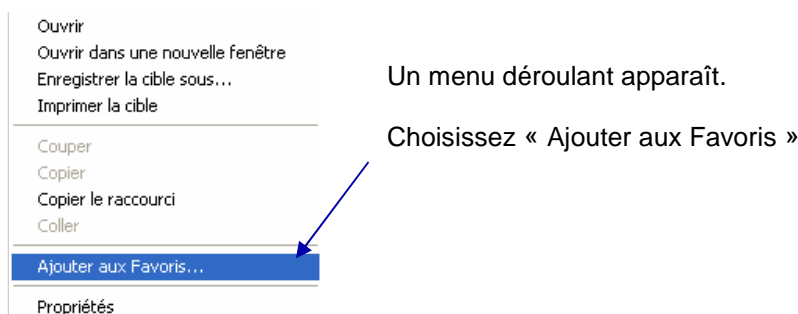 Ouvrir
Ouvrir dans une nouvelle fenêtre
Enregistrer la cible sous...
Imprimer la cible
Couper
Copier
Copier le raccourci
Coller
Ajouter aux Favoris...
Propriétés
Un menu déroulant apparaît.
Choisissez « Ajouter aux Favoris »